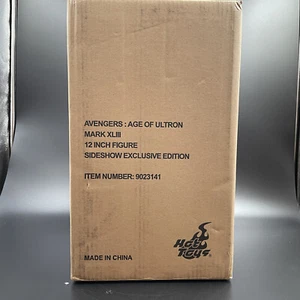 AVENGERS : AGE OF ULTRON
MARK XLIII
12 INCH FIGURE
SIDESHOW EXCLUSIVE EDITION
ITEM NUMBER: 9023141
Hot
Toys
MADE IN CHINA